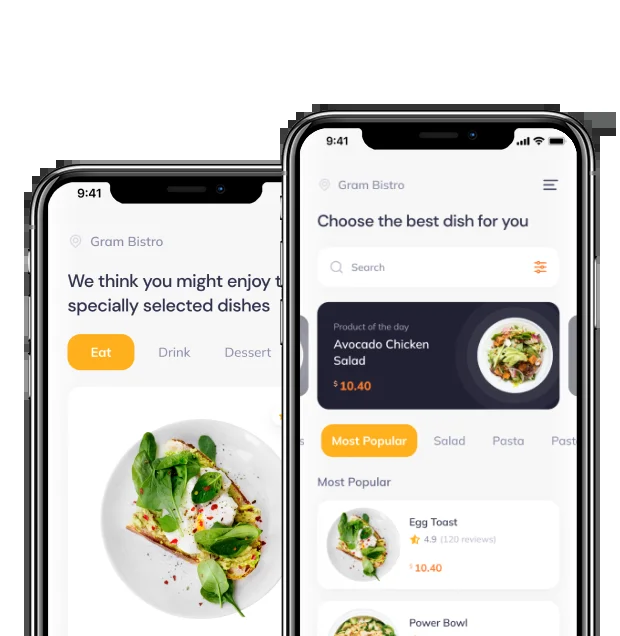 9:41
Gram Bistro
We think you might enjoy
specially selected dishes
Eat
Drink
Dessert
9:41
Gram Bistro
Choose the best dish for you
Search
Product of the day
Avocado Chicken
Salad
$10.40
Most Popular
Salad
Pasta
Past
Most Popular
Egg Toast
4.9 (120 reviews)
$10.40
Power Bowl